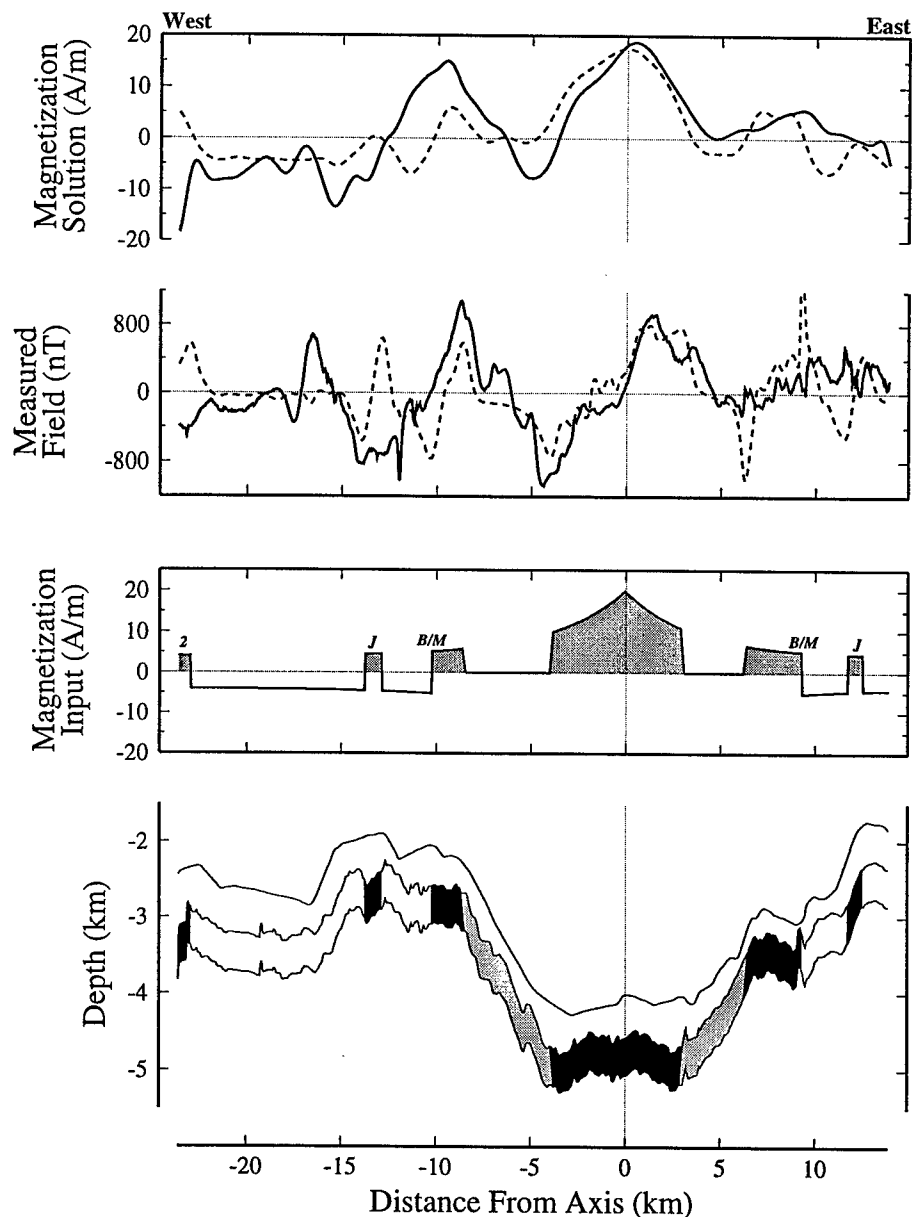 West East
20
10
0
-10
-20
Magnetization
Solution (A/m)
800
0
-800
Measured
Field (nT)
20
10
0
-10
-20
Magnetization
Input (A/m)
2 J B/M B/M J
-2
-3
-4
-5
Depth (km)
-20 -15 -10 -5 0 5 10
Distance From Axis (km)